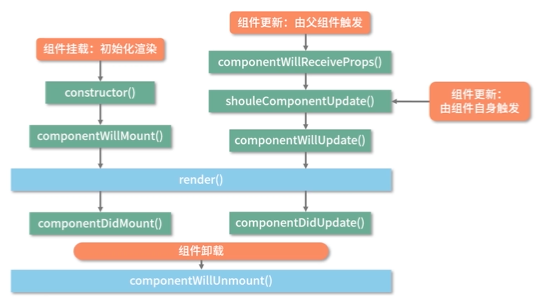 组件更新：由父组件触发
组件挂载：初始化渲染
componentWillReceiveProps()
constructor()
shouleComponentUpdate()
组件更新：
由组件自身触发
componentWillMount()
componentWillUpdate()
render()
componentDidMount()
componentDidUpdate()
组件卸载
componentWillUnmount()